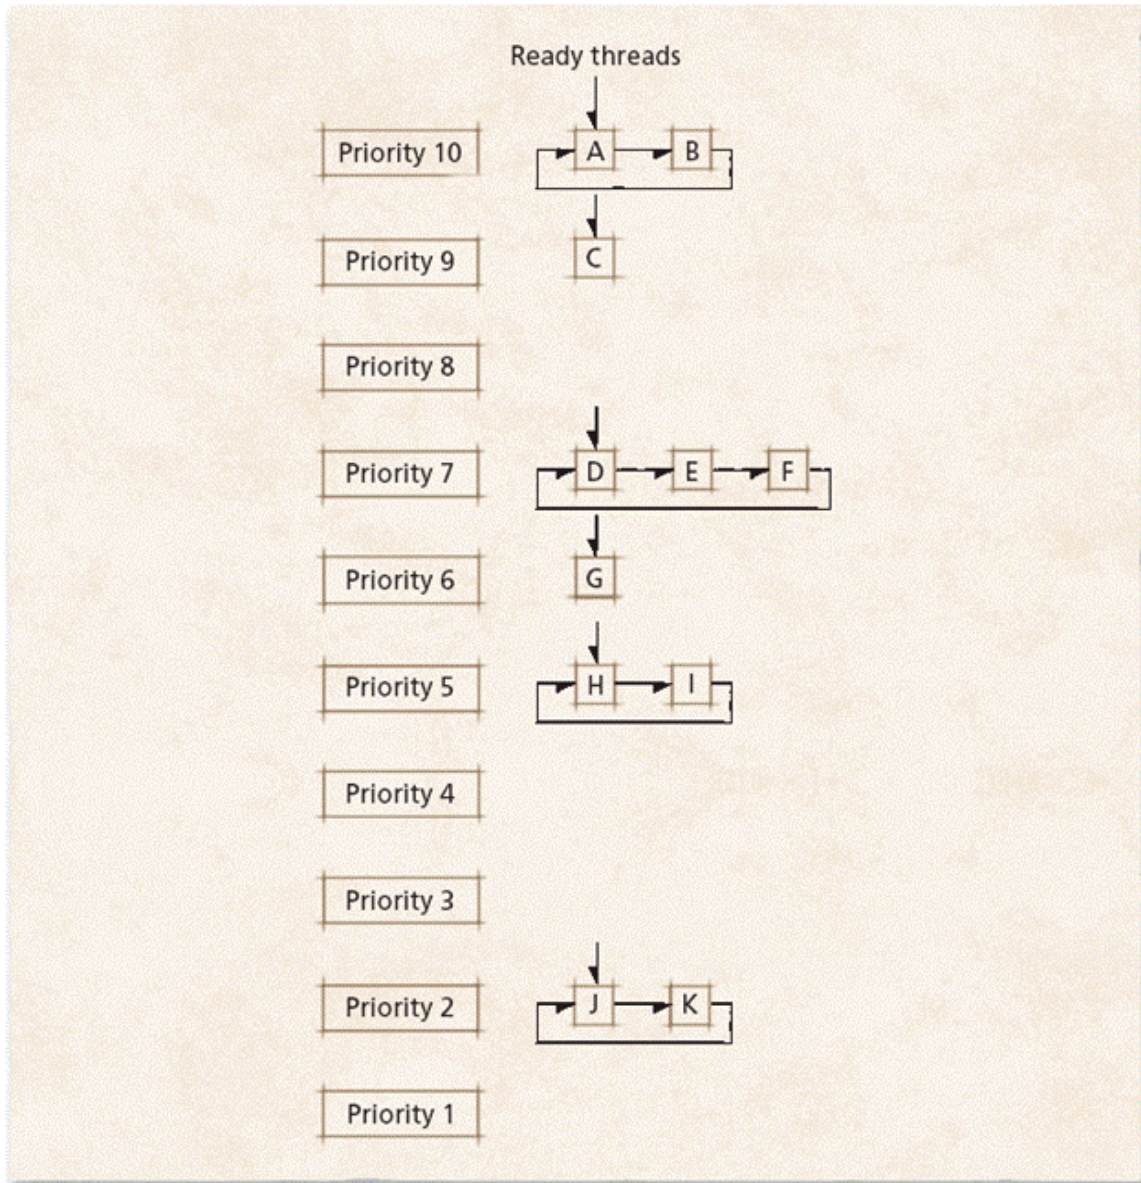 Ready threads
Priority 10 A B
Priority 9 C
Priority 8
Priority 7 D E F
Priority 6 G
Priority 5 H I
Priority 4
Priority 3
Priority 2 J K
Priority 1